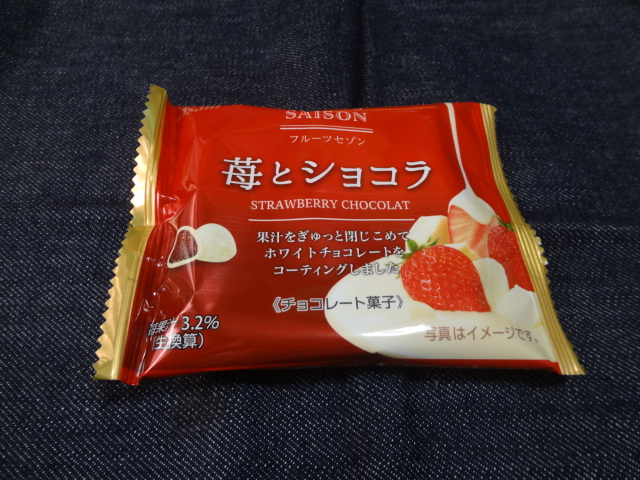 SAISON
フルーツセゾン
苺とショコラ
STRAWBERRY CHOCOLAT
果汁をぎゅっと閉じこめて
ホワイトチョコレートを
コーティングしました
《チョコレート菓子》
苺果汁 3.2%
(生換算)
写真はイメージです。